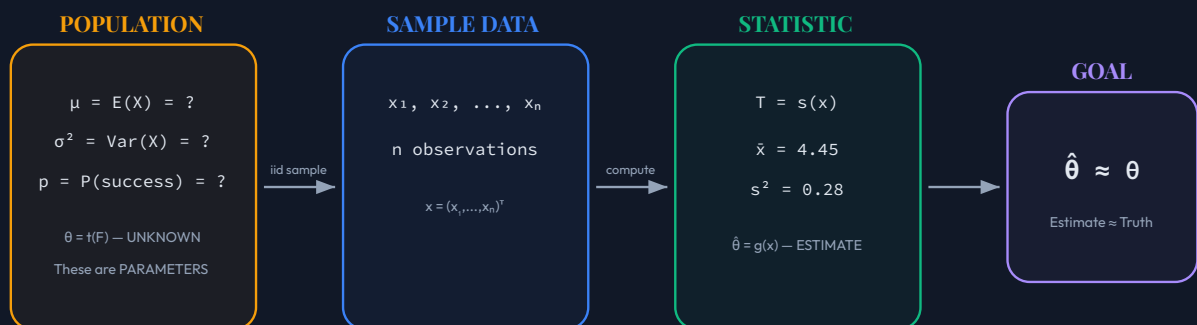 POPULATION
μ = E(X) = ?
σ² = Var(X) = ?
p = P(success) = ?
θ = t(F) — UNKNOWN
These are PARAMETERS
iid sample
SAMPLE DATA
x₁, x₂, ..., xₙ
n observations
x = (x₁,...,xₙ)ᵀ
compute
STATISTIC
T = s(x)
x̄ = 4.45
s² = 0.28
θ̂ = g(x) — ESTIMATE
GOAL
θ̂ ≈ θ
Estimate ≈ Truth